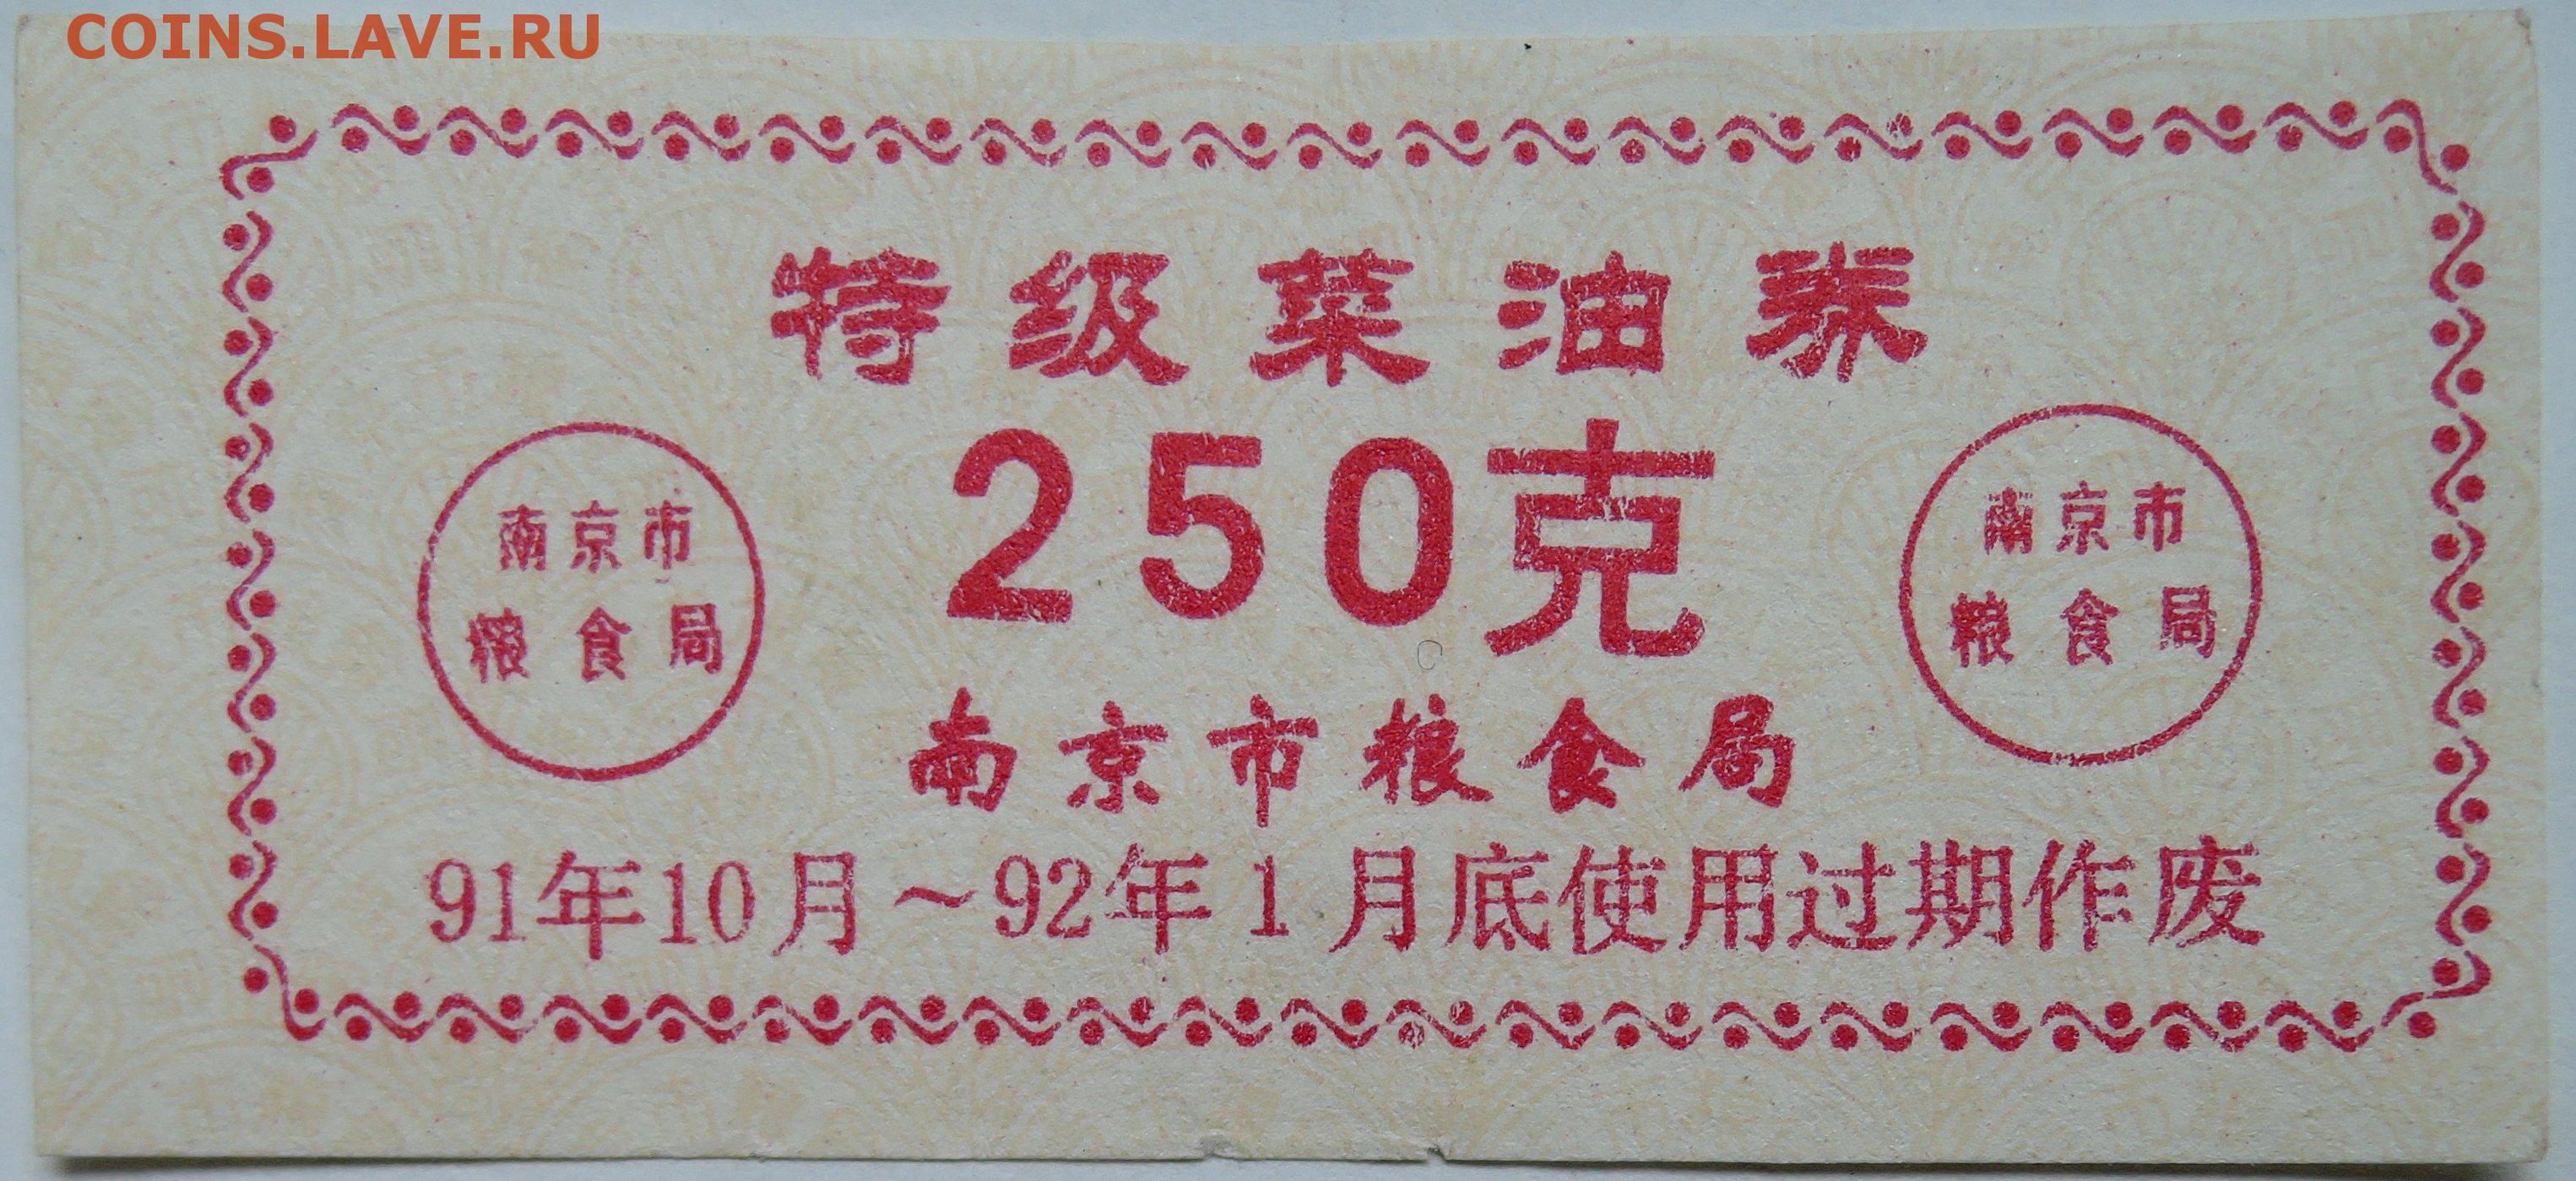 COINS.LAVE.RU
特级菜油券
250克
南京市
粮食局
南京市
粮食局
南京市粮食局
91年10月～92年1月底使用过期作废